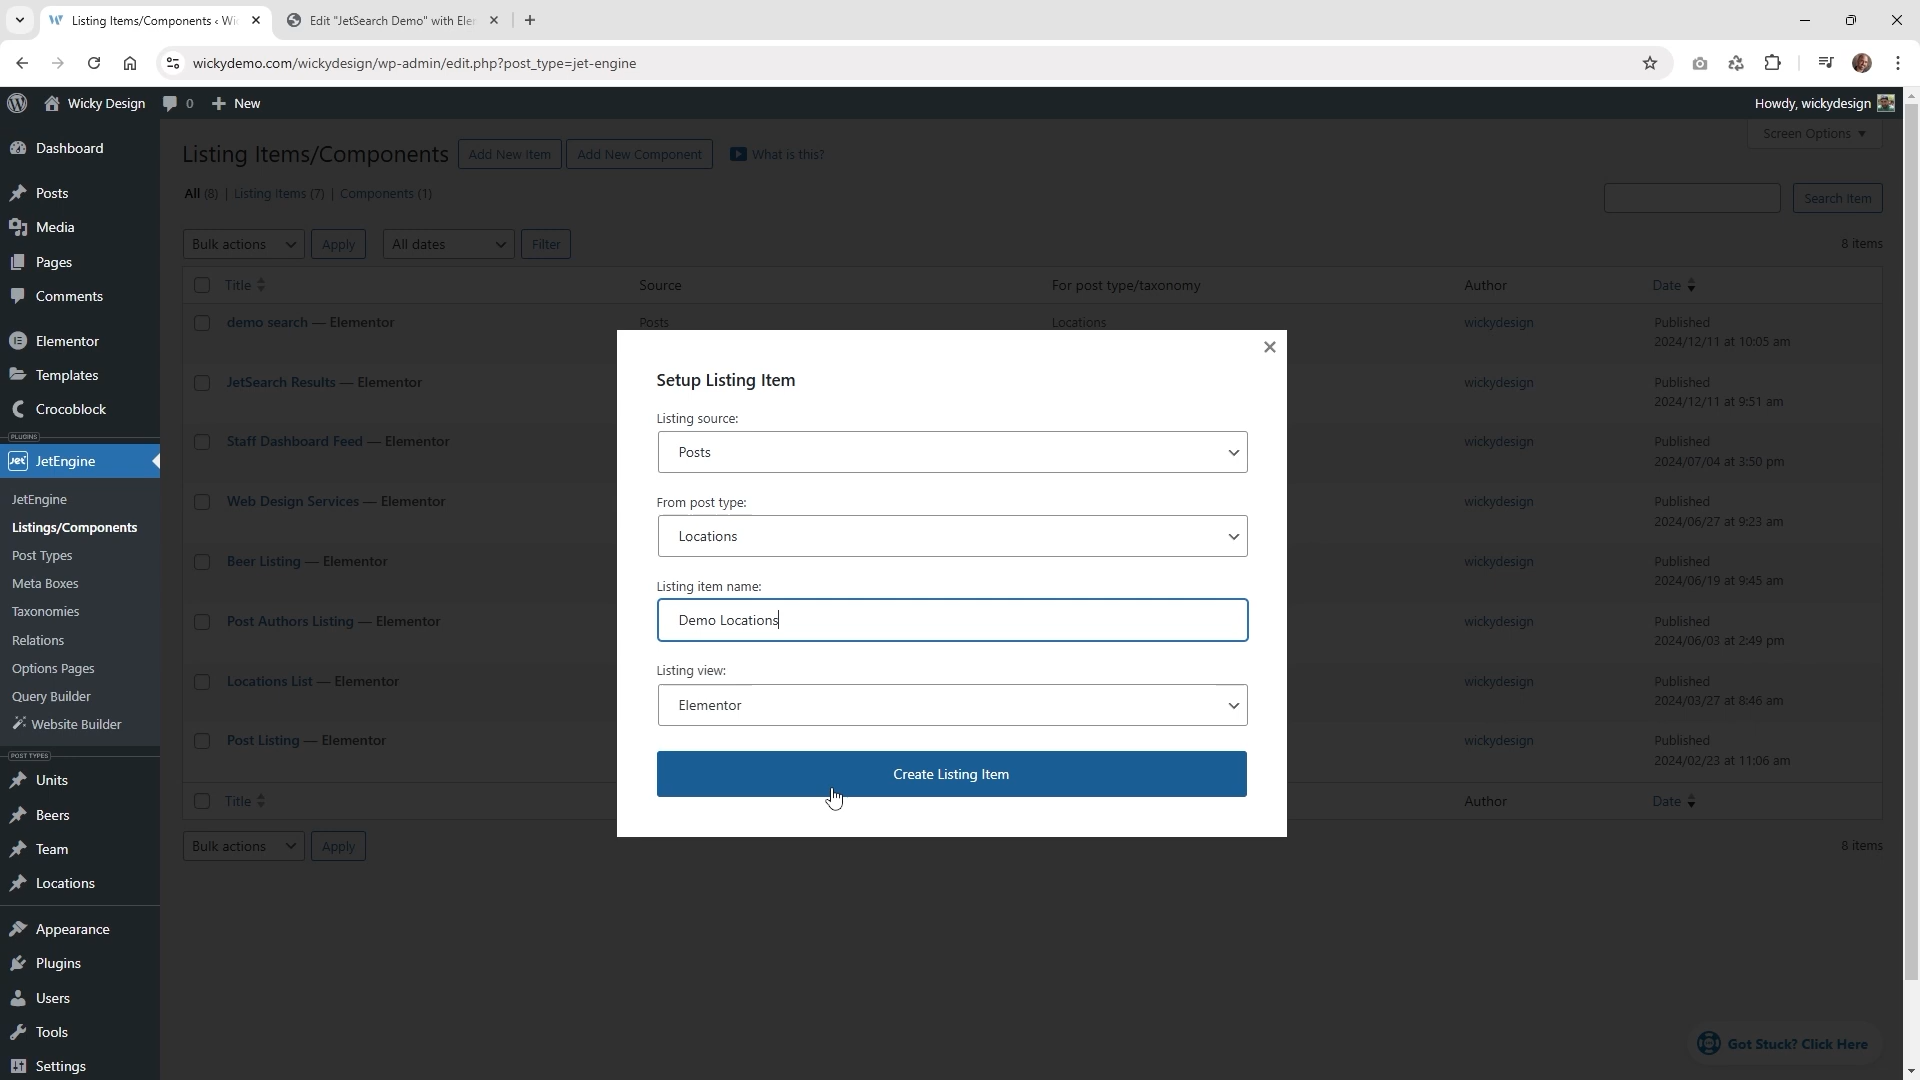 Listing Items/Components ‹ Wi
Edit "JetSearch Demo" with Ele
wickydemo.com/wickydesign/wp-admin/edit.php?post_type=jet-engine
Wicky Design 0 New Howdy, wickydesign
Screen Options
Listing Items/Components Add New Item Add New Component What is this?
All (8) | Listing Items (7) | Components (1)
Search Item
Bulk actions Apply All dates Filter 8 items
Title Source For post type/taxonomy Author Date
demo search — Elementor Posts Locations wickydesign Published
2024/12/11 at 10:05 am
JetSearch Results — Elementor wickydesign Published
2024/12/11 at 9:51 am
Staff Dashboard Feed — Elementor wickydesign Published
2024/07/04 at 3:50 pm
Web Design Services — Elementor wickydesign Published
2024/06/27 at 9:23 am
Beer Listing — Elementor wickydesign Published
2024/06/19 at 9:45 am
Post Authors Listing — Elementor wickydesign Published
2024/06/03 at 2:49 pm
Locations List — Elementor wickydesign Published
2024/03/27 at 8:46 am
Post Listing — Elementor wickydesign Published
2024/02/23 at 11:06 am
Title Author Date
Bulk actions Apply 8 items
Setup Listing Item
Listing source:
Posts
From post type:
Locations
Listing item name:
Demo Locations
Listing view:
Elementor
Create Listing Item
Dashboard
Posts
Media
Pages
Comments
Elementor
Templates
Crocoblock
PLUGINS
Jet JetEngine
JetEngine
Listings/Components
Post Types
Meta Boxes
Taxonomies
Relations
Options Pages
Query Builder
Website Builder
POST TYPES
Units
Beers
Team
Locations
Appearance
Plugins
Users
Tools
Settings
Got Stuck? Click Here